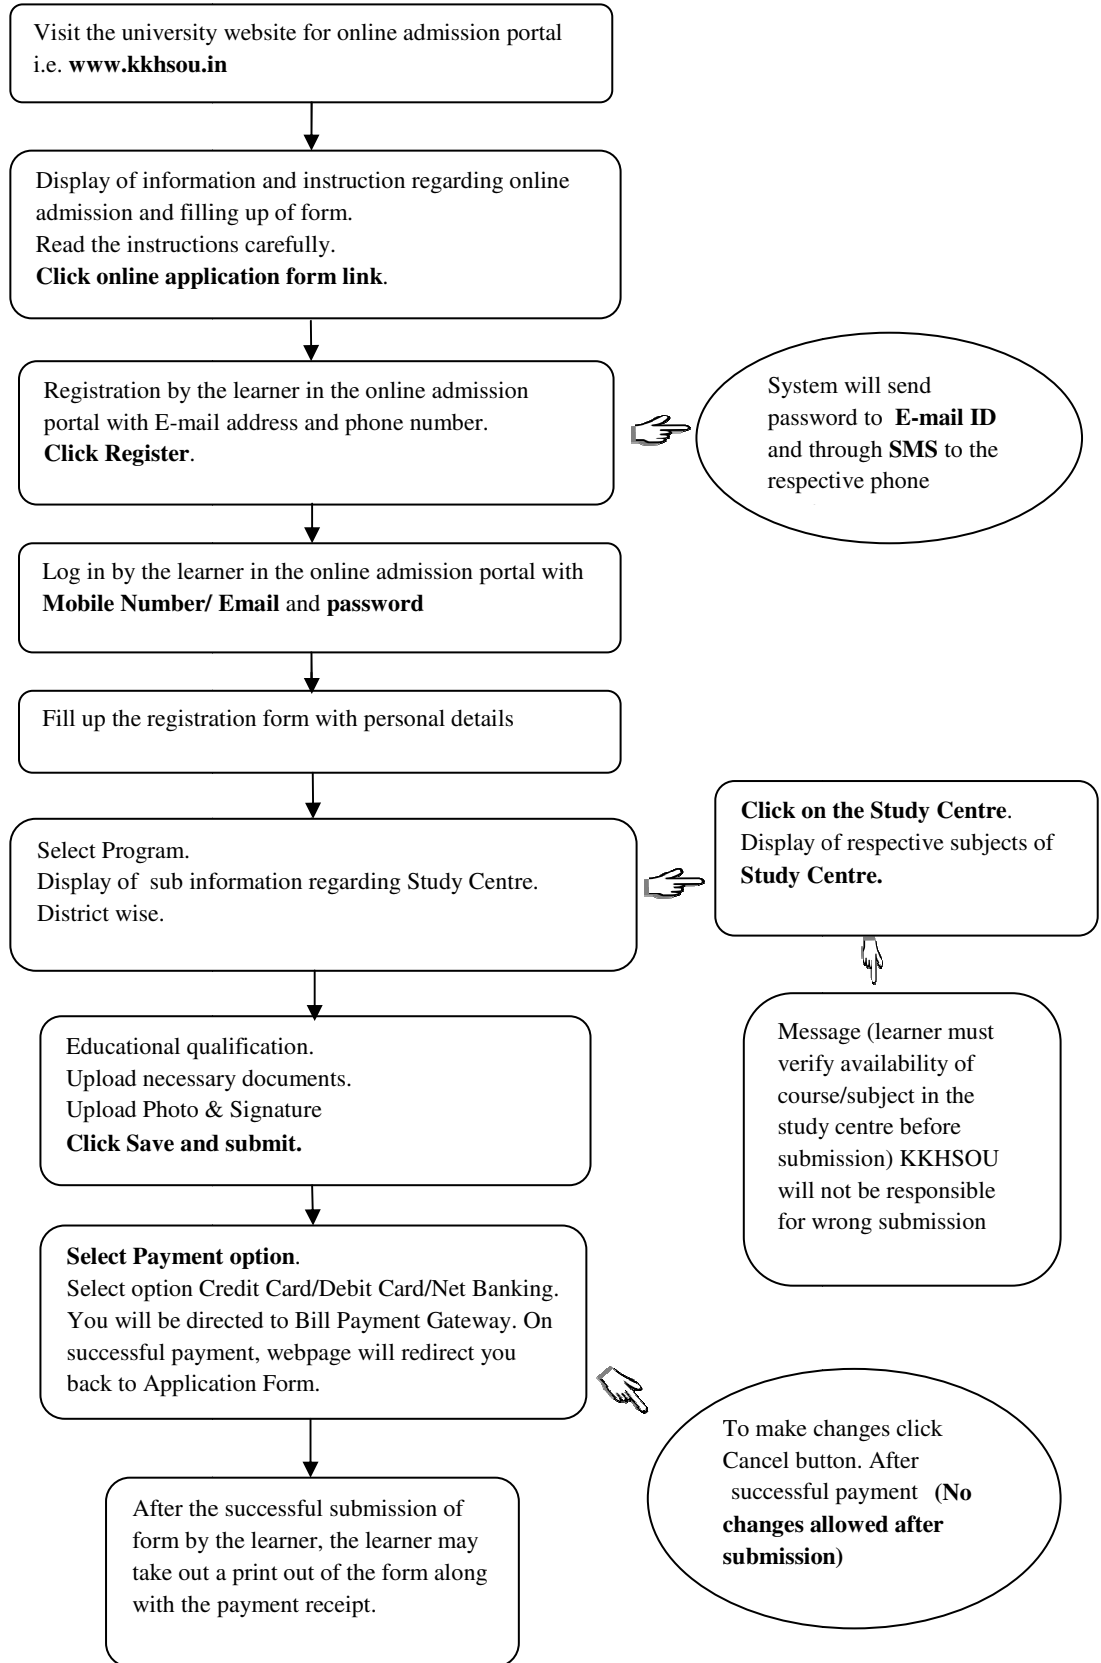 Visit the university website for online admission portal
i.e. www.kkhsou.in
Display of information and instruction regarding online
admission and filling up of form.
Read the instructions carefully.
Click online application form link.
Registration by the learner in the online admission
portal with E-mail address and phone number.
Click Register.
System will send
password to E-mail ID
and through SMS to the
respective phone
Log in by the learner in the online admission portal with
Mobile Number/ Email and password
Fill up the registration form with personal details
Select Program.
Display of sub information regarding Study Centre.
District wise.
Click on the Study Centre.
Display of respective subjects of
Study Centre.
Message (learner must
verify availability of
course/subject in the
study centre before
submission) KKHSOU
will not be responsible
for wrong submission
Educational qualification.
Upload necessary documents.
Upload Photo & Signature
Click Save and submit.
Select Payment option.
Select option Credit Card/Debit Card/Net Banking.
You will be directed to Bill Payment Gateway. On
successful payment, webpage will redirect you
back to Application Form.
To make changes click
Cancel button. After
successful payment (No
changes allowed after
submission)
After the successful submission of
form by the learner, the learner may
take out a print out of the form along
with the payment receipt.